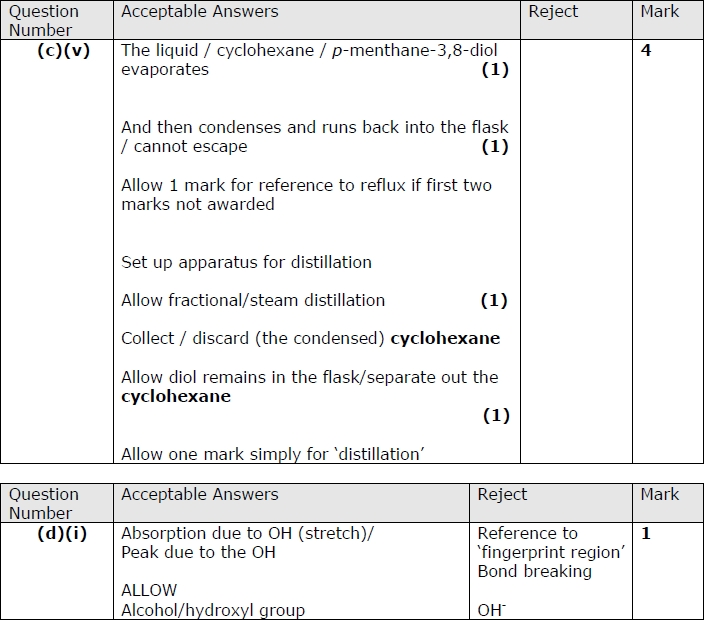 Question Number
Acceptable Answers
Reject
Mark
(c)(v)
The liquid / cyclohexane / p-menthane-3,8-diol
evaporates (1)
And then condenses and runs back into the flask
/ cannot escape (1)
Allow 1 mark for reference to reflux if first two
marks not awarded
Set up apparatus for distillation
Allow fractional/steam distillation (1)
Collect / discard (the condensed) cyclohexane
Allow diol remains in the flask/separate out the
cyclohexane
(1)
Allow one mark simply for ‘distillation’
4
Question Number
Acceptable Answers
Reject
Mark
(d)(i)
Absorption due to OH (stretch)/
Peak due to the OH
ALLOW
Alcohol/hydroxyl group
Reference to
‘fingerprint region’
Bond breaking
OH⁻
1